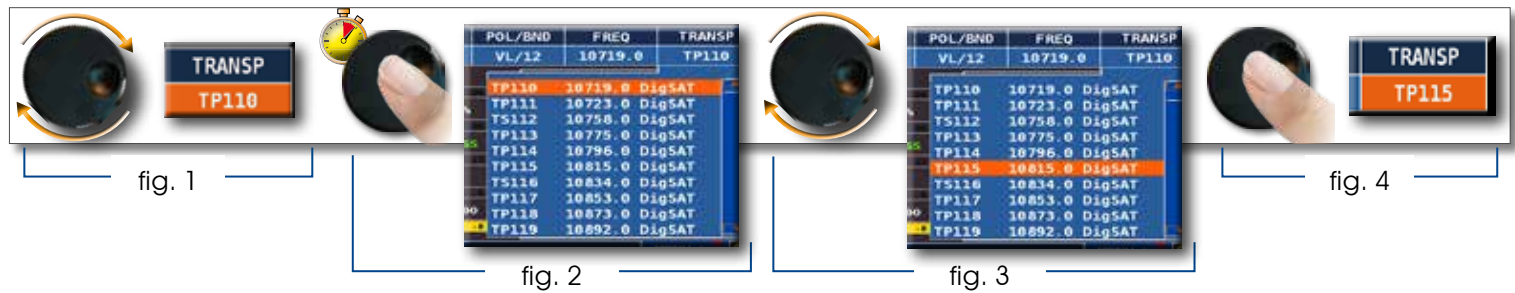 TRANSP
TP110
POL/BND FREQ TRANSP
VL/12 10719.0 TP110
TP110 10719.0 DigSAT
TP111 10723.0 DigSAT
TS112 10758.0 DigSAT
TP113 10775.0 DigSAT
TP114 10796.0 DigSAT
TP115 10815.0 DigSAT
TS116 10834.0 DigSAT
TP117 10853.0 DigSAT
TP118 10873.0 DigSAT
TP119 10892.0 DigSAT
POL/BND FREQ TRANSP
VL/12 10719.0 TP110
TP110 10719.0 DigSAT
TP111 10723.0 DigSAT
TS112 10758.0 DigSAT
TP113 10775.0 DigSAT
TP114 10796.0 DigSAT
TP115 10815.0 DigSAT
TS116 10834.0 DigSAT
TP117 10853.0 DigSAT
TP118 10873.0 DigSAT
TP119 10892.0 DigSAT
TRANSP
TP115
fig. 1
fig. 2
fig. 3
fig. 4